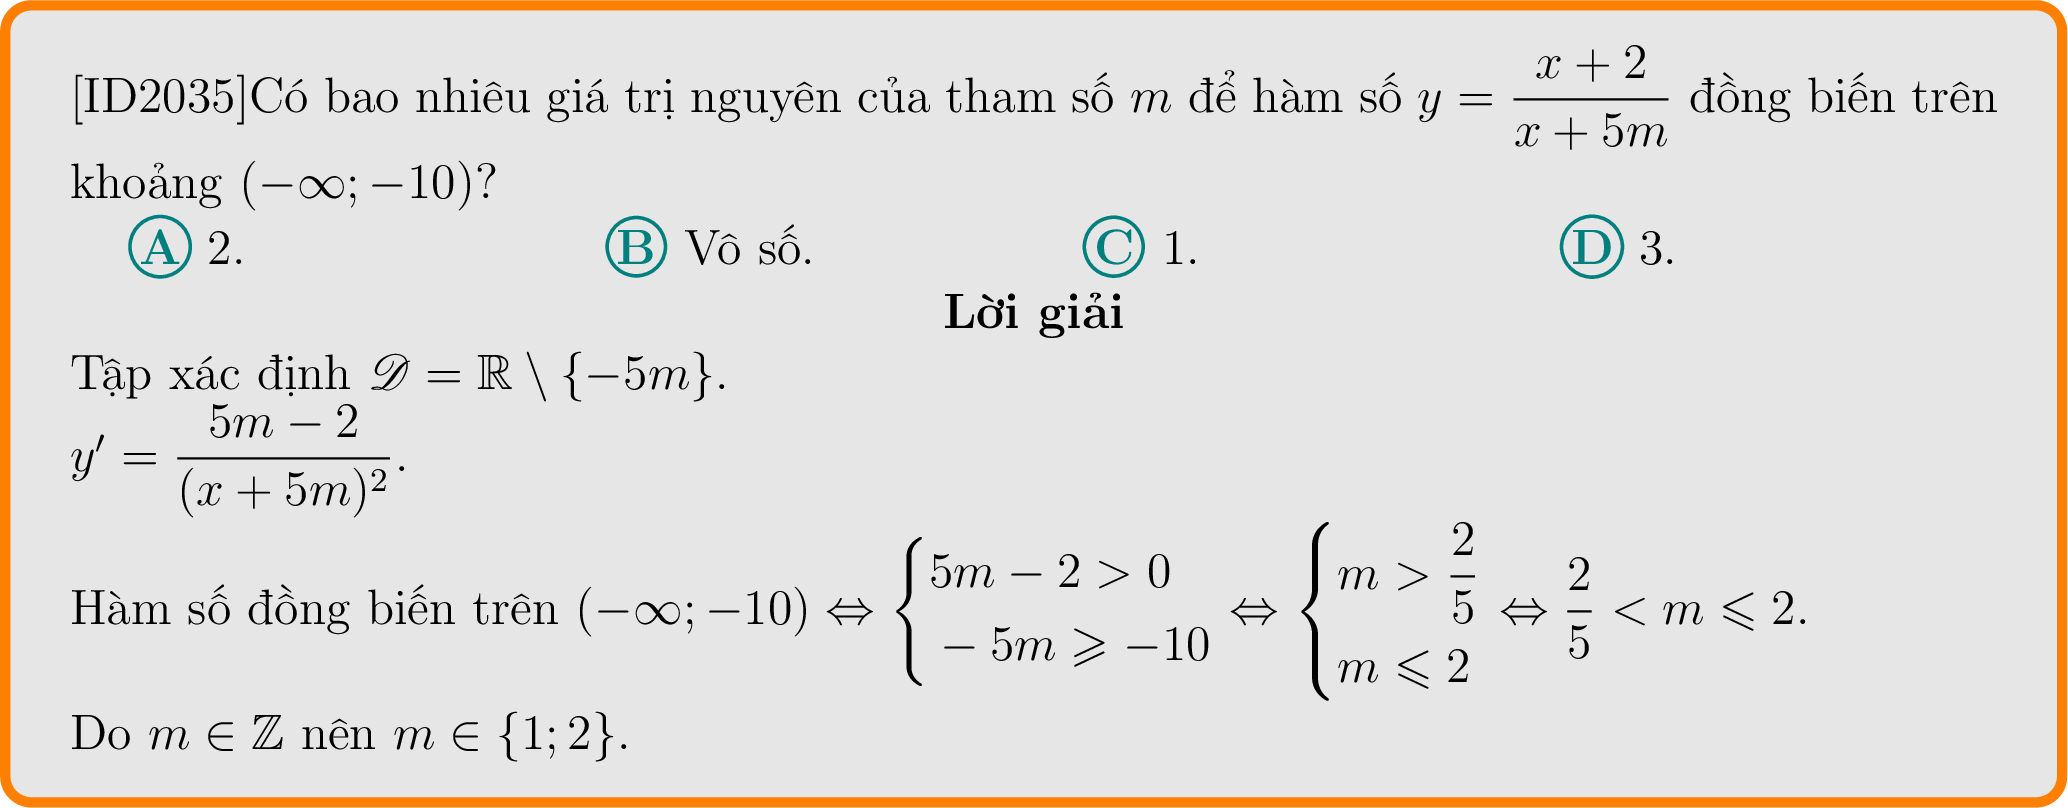 [ID2035]Có bao nhiêu giá trị nguyên của tham số $m$ để hàm số $y = \dfrac{x+2}{x+5m}$ đồng biến trên
khoảng $(-\infty; -10)$?
Ⓐ 2. Ⓑ Vô số. Ⓒ 1. Ⓓ 3.
Lời giải
Tập xác định $\mathscr{D} = \mathbb{R} \setminus \{-5m\}$.
$y' = \dfrac{5m-2}{(x+5m)^2}$.
Hàm số đồng biến trên $(-\infty; -10) \Leftrightarrow \begin{cases} 5m-2 > 0 \\ -5m \geqslant -10 \end{cases} \Leftrightarrow \begin{cases} m > \dfrac{2}{5} \\ m \leqslant 2 \end{cases} \Leftrightarrow \dfrac{2}{5} < m \leqslant 2.$
Do $m \in \mathbb{Z}$ nên $m \in \{1; 2\}$.